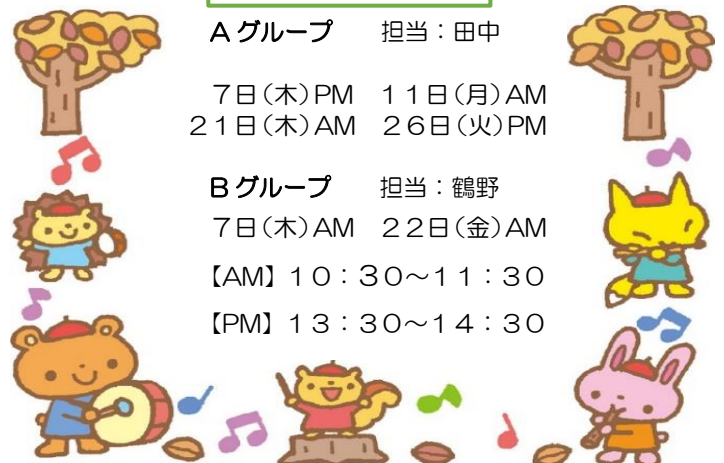 Aグループ　担当：田中
7日（木）PM　11日（月）AM
21日（木）AM　26日（火）PM
Bグループ　担当：鶴野
7日（木）AM　22日（金）AM
【AM】10：30～11：30
【PM】13：30～14：30